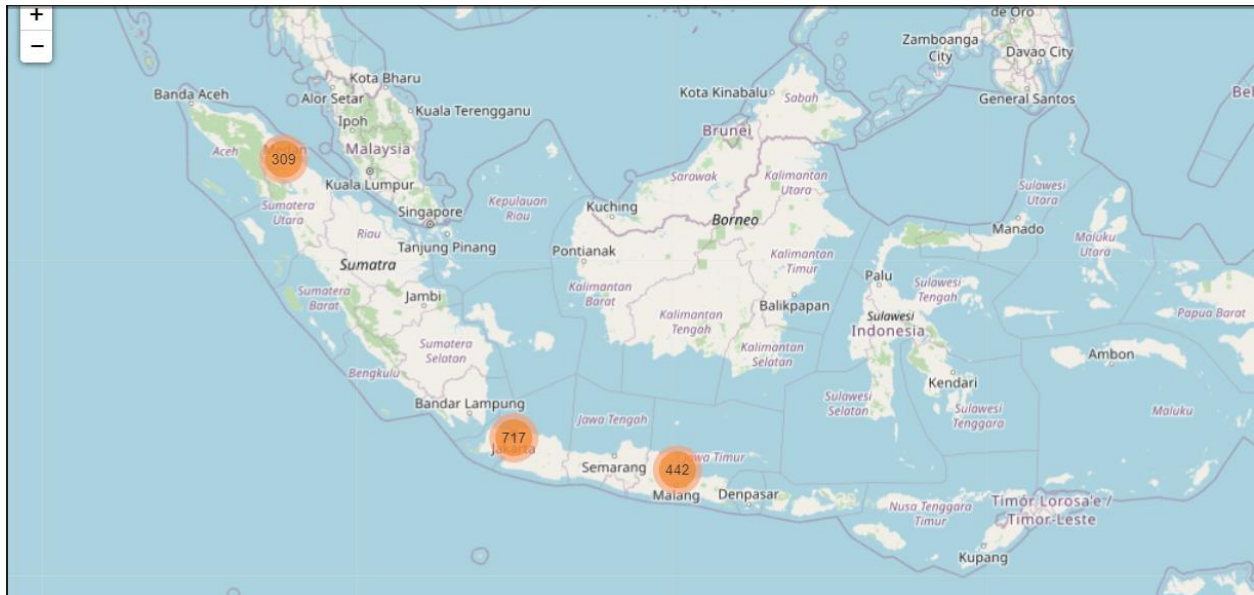 +
−
de Oro
Zamboanga
City
Davao City
General Santos
Kota Bharu
Banda Aceh
Alor Setar
Kuala Terengganu
Ipoh
Kota Kinabalu
Sabah
Brunei
Aceh
309
Malaysia
Kuala Lumpur
Sarawak
Kalimantan
Utara
Sulawesi
Utara
Sumatera
Utara
Singapore
Kepulauan
Riau
Kuching
Borneo
Manado
Riau
Tanjung Pinang
Maluku
Utara
Sumatra
Pontianak
Kalimantan
Timur
Palu
Sulawesi
Tengah
Sumatera
Barat
Jambi
Kalimantan
Barat
Balikpapan
Sulawesi
Indonesia
Papua Barat
Kalimantan
Tengah
Sumatera
Selatan
Kalimantan
Selatan
Ambon
Bengkulu
Kendari
Bandar Lampung
Sulawesi
Selatan
Sulawesi
Tenggara
Maluku
Jawa Tengah
717
Jakarta
Semarang
442
Jawa Timur
Malang
Denpasar
Nusa Tenggara
Timur
Timór Lorosa'e /
Timor-Leste
Kupang